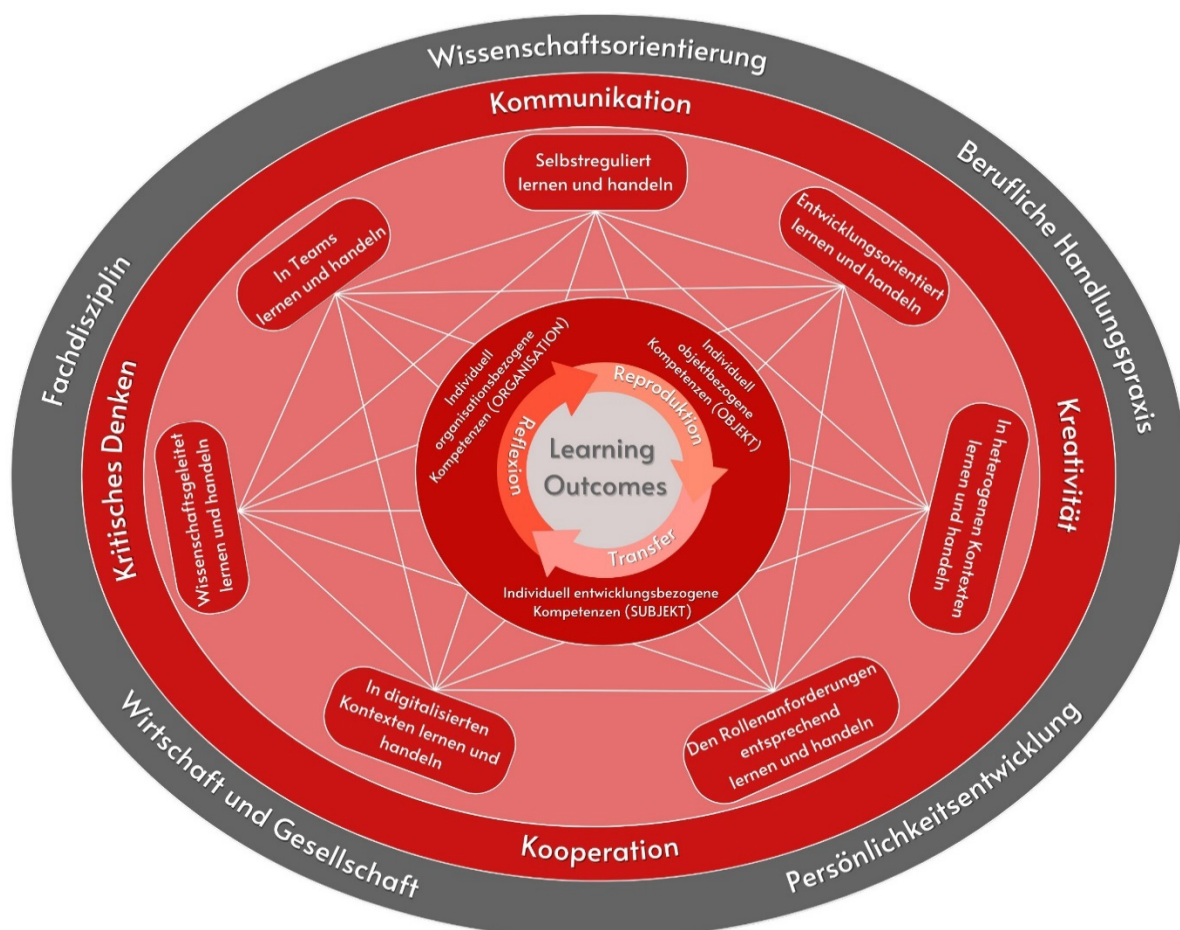 Wissenschaftsorientierung
Kommunikation
Selbstreguliert
lernen und handeln
Berufliche Handlungspraxis
Entwicklungsorientiert
lernen und handeln
In Teams
lernen und handeln
Fachdisziplin
Kritisches Denken
Kreativität
Individuell
organisationsbezogene
Kompetenzen (ORGANISATION)
Individuell
objektbezogene
Kompetenzen (OBJEKT)
Reproduktion
Reflexion
Learning
Outcomes
Transfer
Individuell entwicklungsbezogene
Kompetenzen (SUBJEKT)
Wissenschaftsgeleitet
lernen und handeln
In heterogenen Kontexten
lernen und handeln
In digitalisierten
Kontexten lernen und
handeln
Den Rollenanforderungen
entsprechend
lernen und handeln
Kooperation
Wirtschaft und Gesellschaft
Persönlichkeitsentwicklung